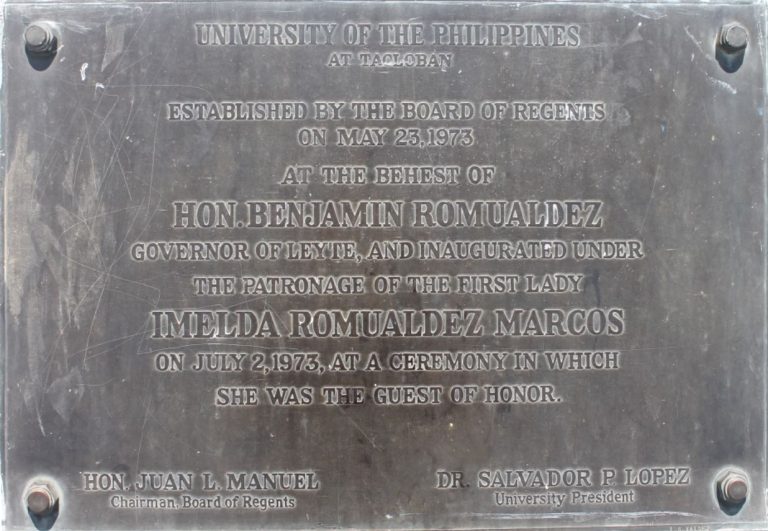 UNIVERSITY OF THE PHILIPPINES
AT TACLOBAN
ESTABLISHED BY THE BOARD OF REGENTS
ON MAY 23, 1973
AT THE BEHEST OF
HON. BENJAMIN ROMUALDEZ
GOVERNOR OF LEYTE, AND INAUGURATED UNDER
THE PATRONAGE OF THE FIRST LADY
IMELDA ROMUALDEZ MARCOS
ON JULY 2, 1973, AT A CEREMONY IN WHICH
SHE WAS THE GUEST OF HONOR.
HON. JUAN L. MANUEL
Chairman, Board of Regents
DR. SALVADOR P. LOPEZ
University President